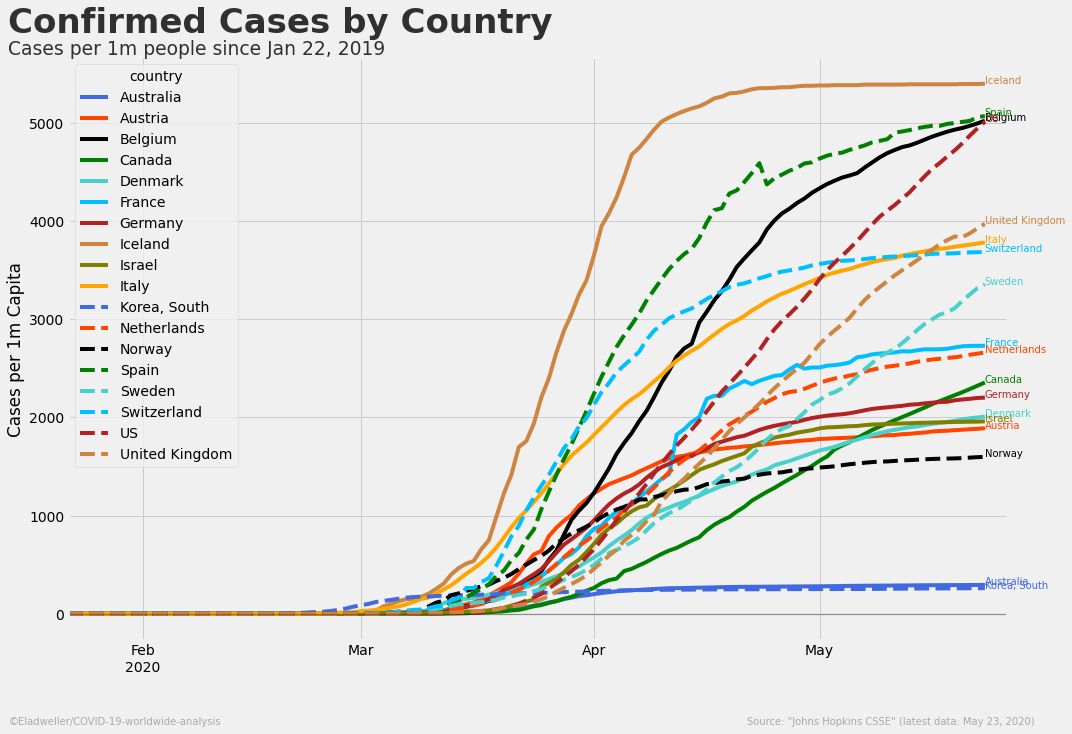 Confirmed Cases by Country
Cases per 1m people since Jan 22, 2019
country
Australia
Austria
Belgium
Canada
Denmark
France
Germany
Iceland
Israel
Italy
Korea, South
Netherlands
Norway
Spain
Sweden
Switzerland
US
United Kingdom
Cases per 1m Capita
5000
4000
3000
2000
1000
0
Feb
2020
Mar
Apr
May
Iceland
Spain
US
Belgium
United Kingdom
Italy
Switzerland
Sweden
France
Netherlands
Canada
Germany
Denmark
Israel
Austria
Norway
Australia
Korea, South
©Eladweller/COVID-19-worldwide-analysis
Source: "Johns Hopkins CSSE" (latest data: May 23, 2020)